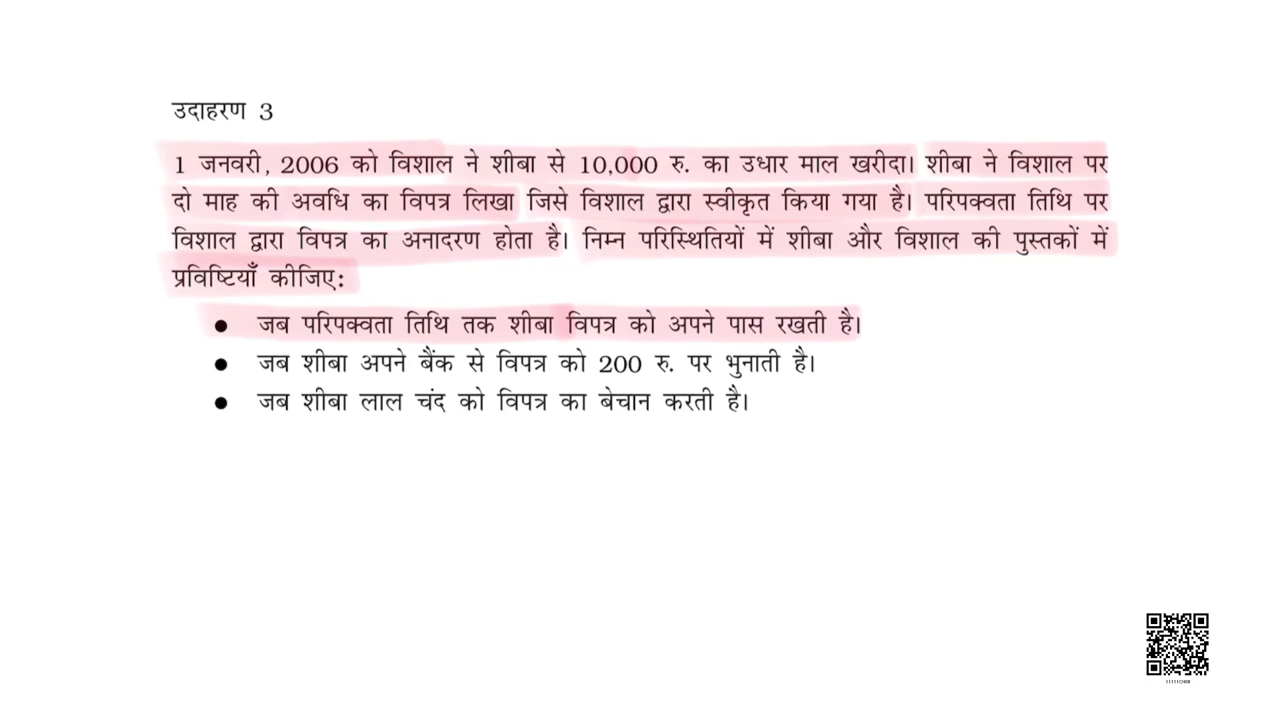 उदाहरण 3
1 जनवरी, 2006 को विशाल ने शीबा से 10,000 रु. का उधार माल खरीदा। शीबा ने विशाल पर
दो माह की अवधि का विपत्र लिखा जिसे विशाल द्वारा स्वीकृत किया गया है। परिपक्वता तिथि पर
विशाल द्वारा विपत्र का अनादरण होता है। निम्न परिस्थितियों में शीबा और विशाल की पुस्तकों में
प्रविष्टियाँ कीजिए:
● जब परिपक्वता तिथि तक शीबा विपत्र को अपने पास रखती है।
● जब शीबा अपने बैंक से विपत्र को 200 रु. पर भुनाती है।
● जब शीबा लाल चंद को विपत्र का बेचान करती है।